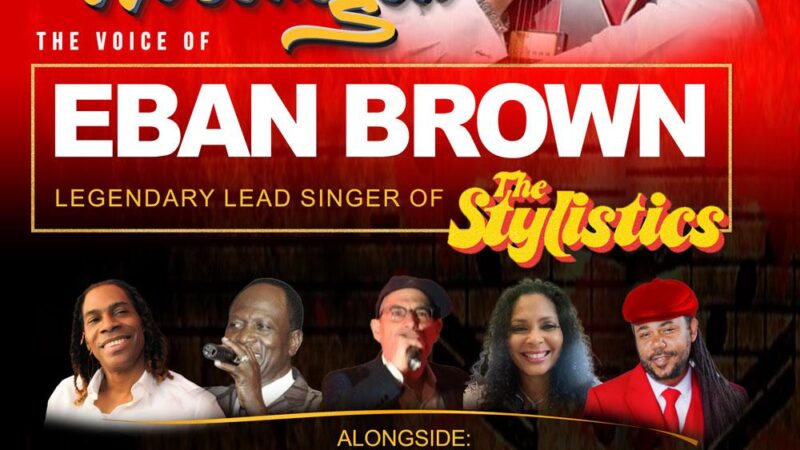 THE VOICE OF
EBAN BROWN
LEGENDARY LEAD SINGER OF The Stylistics
ALONGSIDE: